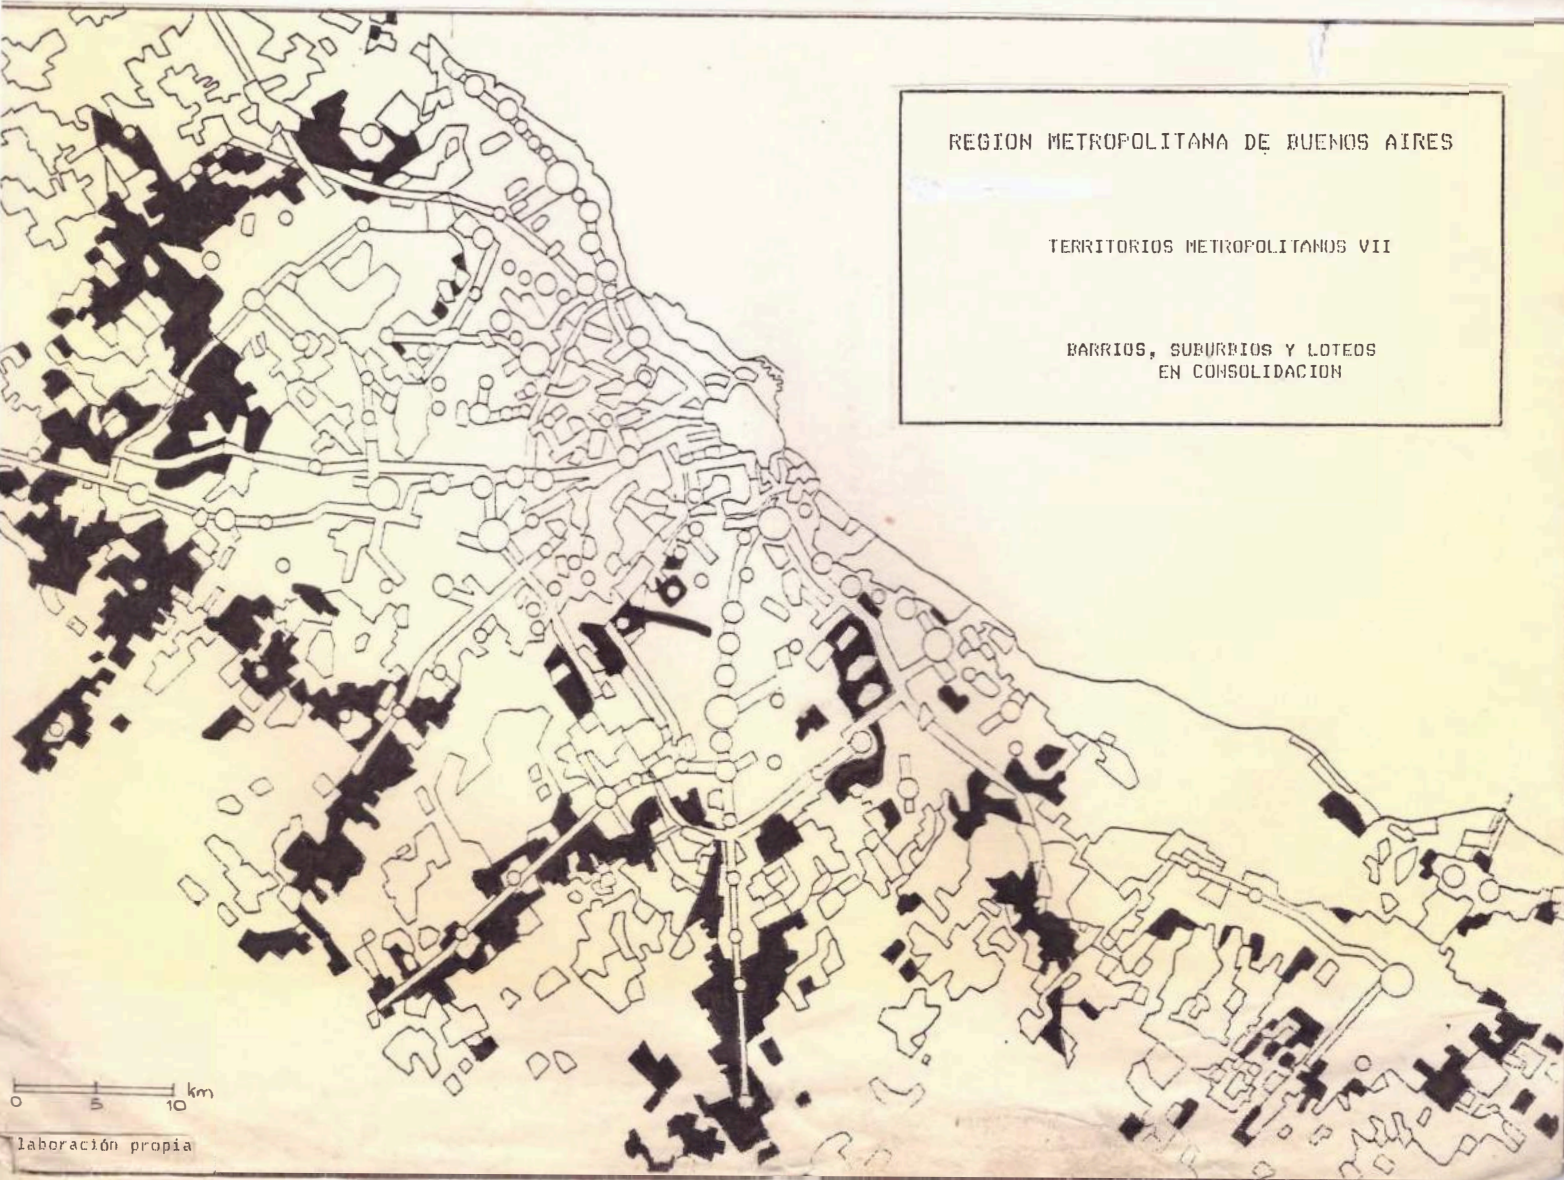 REGION METROPOLITANA DE BUENOS AIRES
TERRITORIOS METROPOLITANOS VII
BARRIOS, SUBURBIOS Y LOTEOS
EN CONSOLIDACION
km
0 5 10
laboración propia